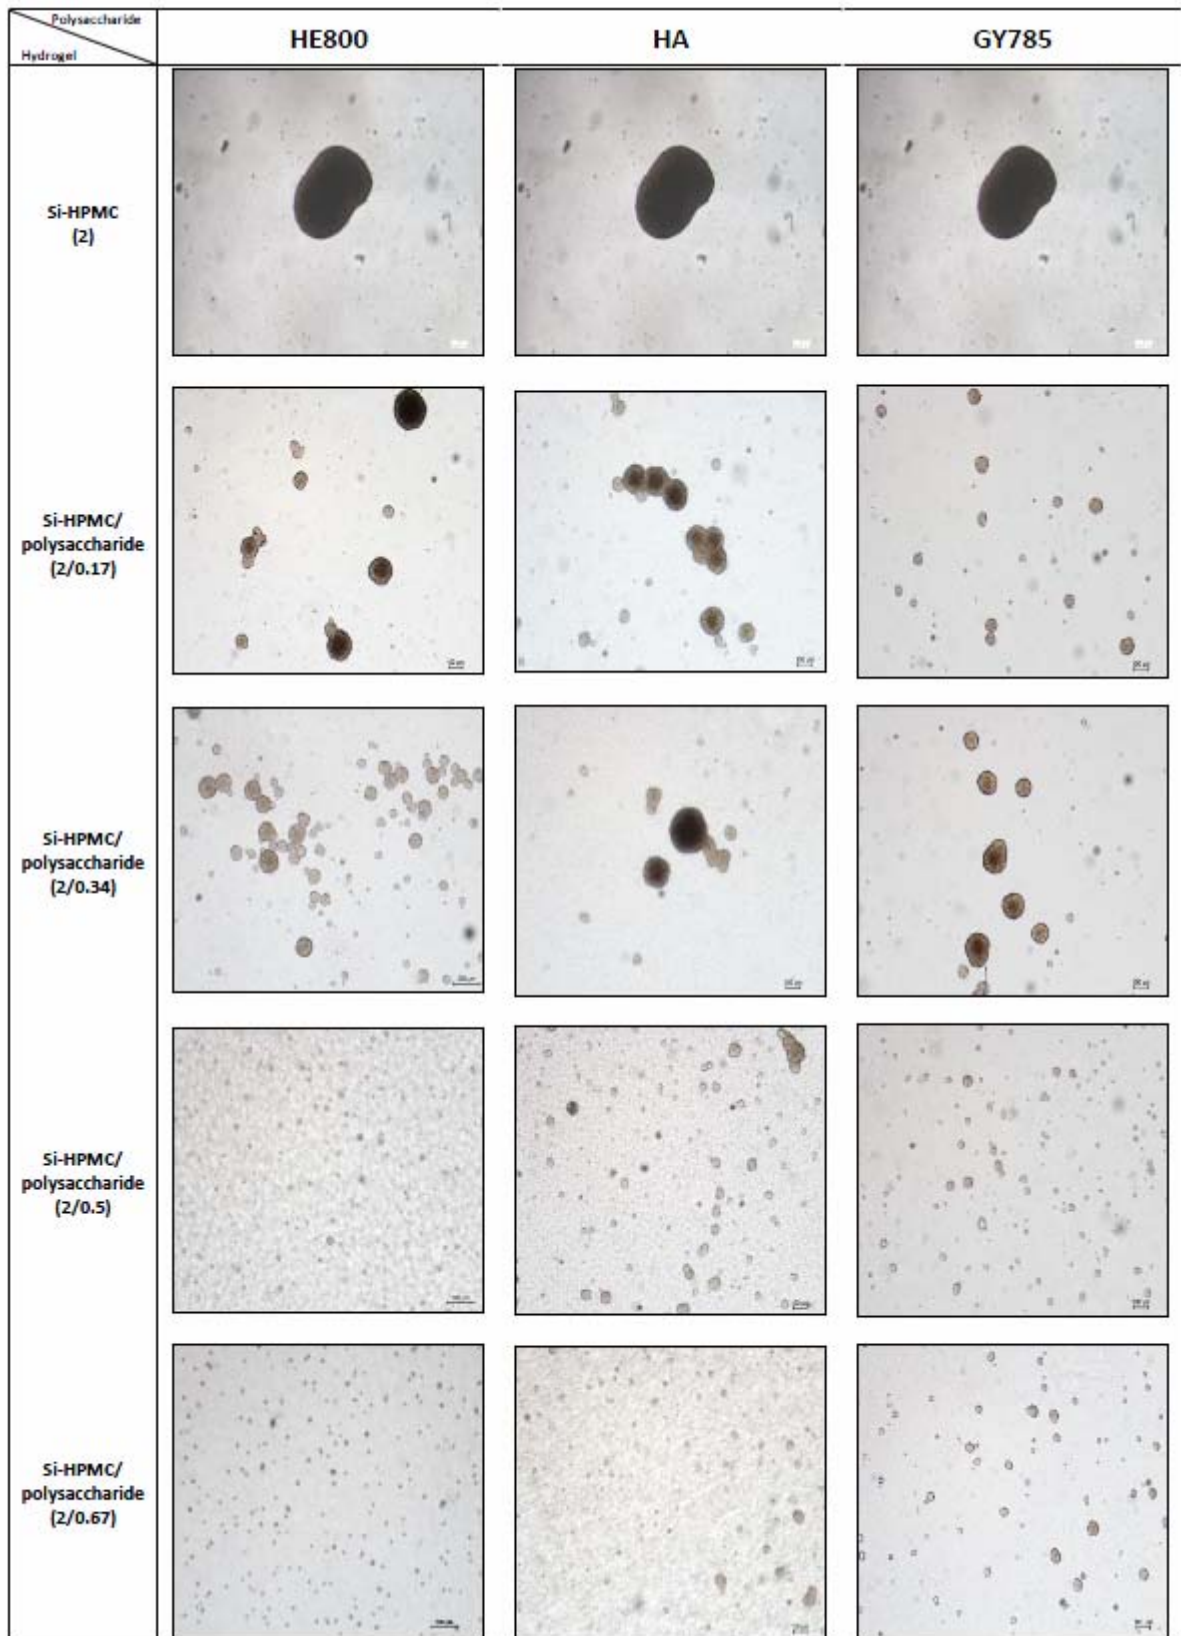 Polysaccharide
Hydrogel
HE800
HA
GY785
Si-HPMC
(2)
Si-HPMC/
polysaccharide
(2/0.17)
Si-HPMC/
polysaccharide
(2/0.34)
Si-HPMC/
polysaccharide
(2/0.5)
Si-HPMC/
polysaccharide
(2/0.67)